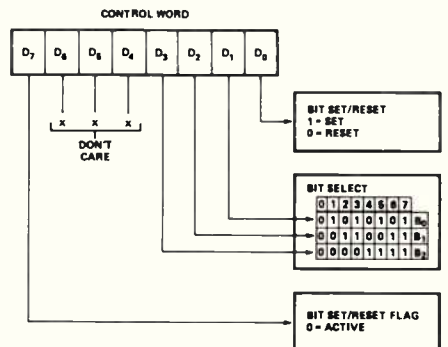 CONTROL WORD
D7 D6 D5 D4 D3 D2 D1 D0
X X X
DON'T
CARE
BIT SET/RESET
1 = SET
0 = RESET
BIT SELECT
0 1 2 3 4 5 6 7
0 1 0 1 0 1 0 1 B0
0 0 1 1 0 0 1 1 B1
0 0 0 0 1 1 1 1 B2
BIT SET/RESET FLAG
0 = ACTIVE